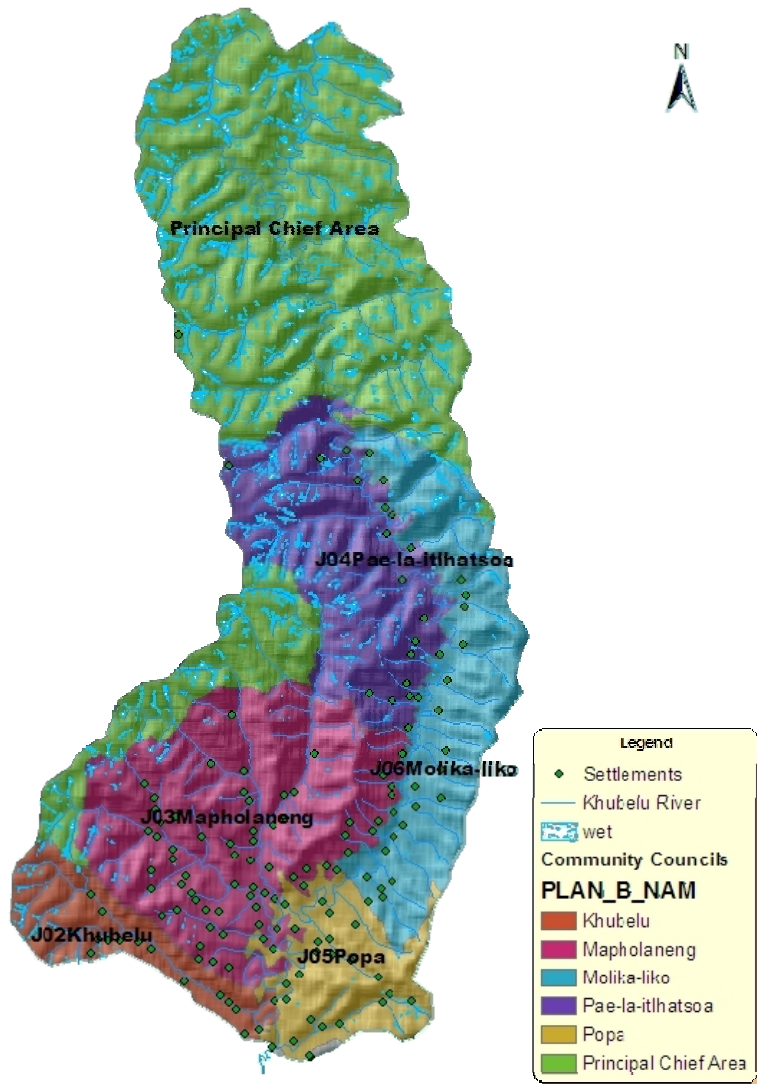 N
Principal Chief Area
J04Pae-la-itlhatsoa
J06Molika-liko
J03Mapholaneng
J02Khubelu
J05Popa
Legend
Settlements
Khubelu River
wet
Community Councils
PLAN_B_NAM
Khubelu
Mapholaneng
Molika-liko
Pae-la-itlhatsoa
Popa
Principal Chief Area